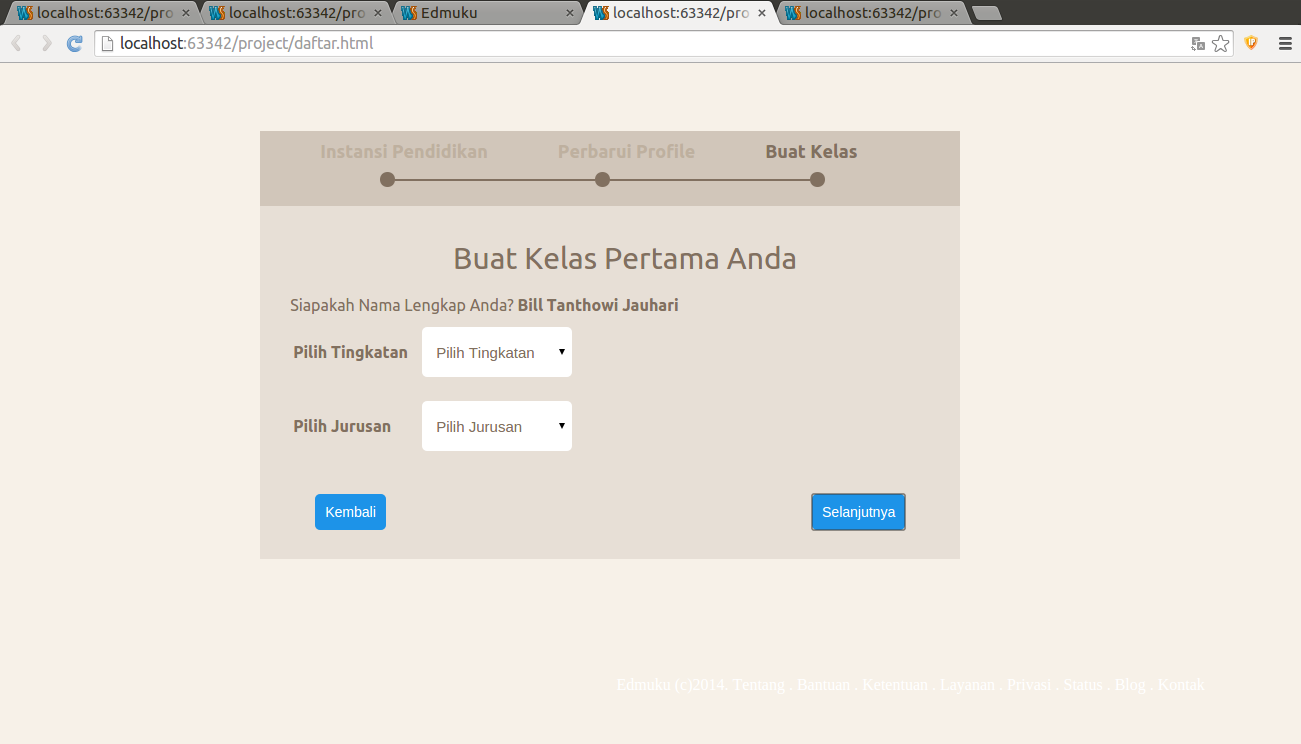 localhost:63342/pro localhost:63342/pro Edmuku localhost:63342/pro localhost:63342/pro
localhost:63342/project/daftar.html
Instansi Pendidikan Perbarui Profile Buat Kelas
Buat Kelas Pertama Anda
Siapakah Nama Lengkap Anda? Bill Tanthowi Jauhari
Pilih Tingkatan Pilih Tingkatan
Pilih Jurusan Pilih Jurusan
Kembali Selanjutnya
Edmuku (c)2014. Tentang . Bantuan . Ketentuan . Layanan . Privasi . Status . Blog . Kontak